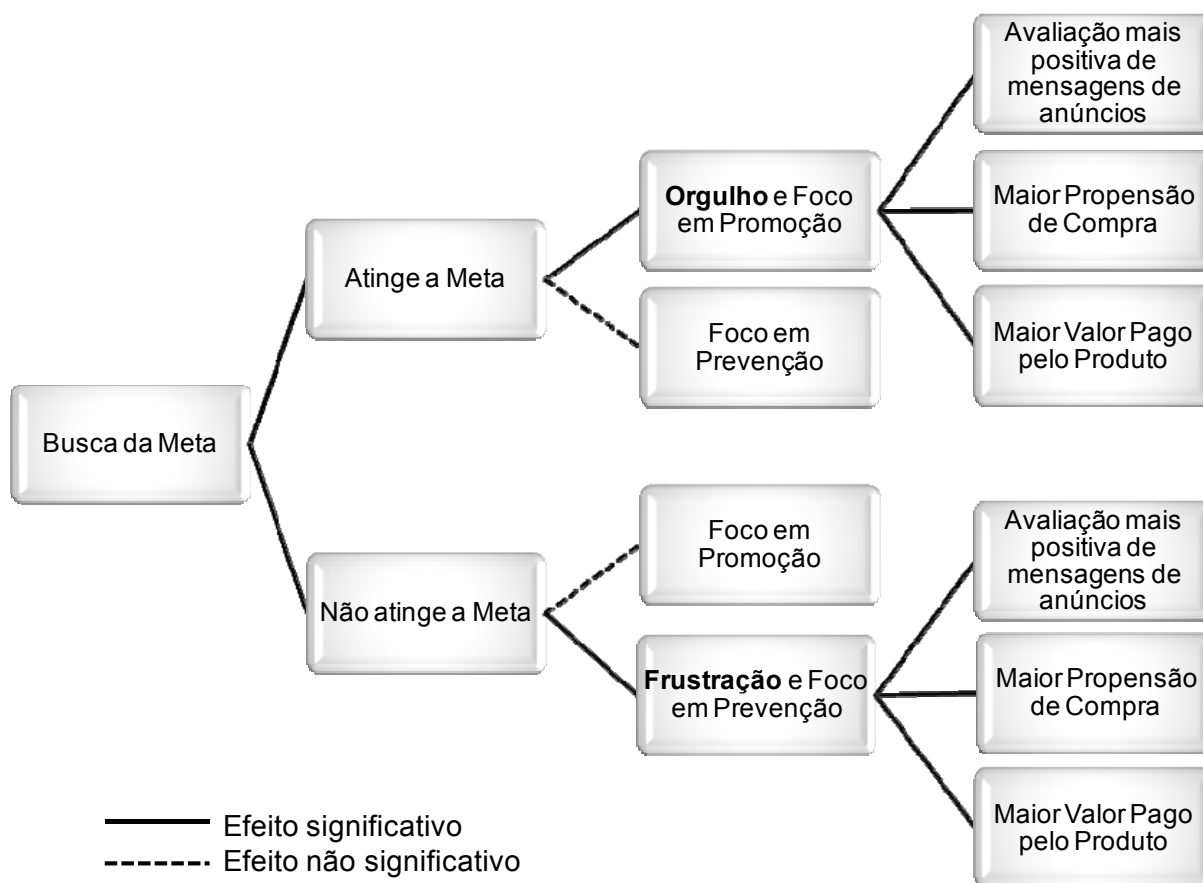 Avaliação mais
positiva de
mensagens de
anúncios
Orgulho e Foco
em Promoção
Maior Propensão
de Compra
Atinge a Meta
Foco em
Prevenção
Maior Valor Pago
pelo Produto
Busca da Meta
Foco em
Promoção
Avaliação mais
positiva de
mensagens de
anúncios
Não atinge a Meta
Frustração e Foco
em Prevenção
Maior Propensão
de Compra
Maior Valor Pago
pelo Produto
Efeito significativo
Efeito não significativo